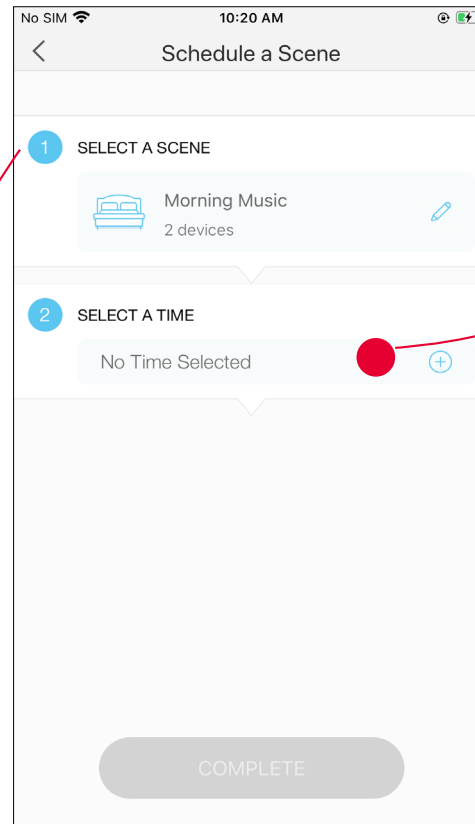 No SIM 10:20 AM
Schedule a Scene
1 SELECT A SCENE
Morning Music
2 devices
2 SELECT A TIME
No Time Selected
COMPLETE